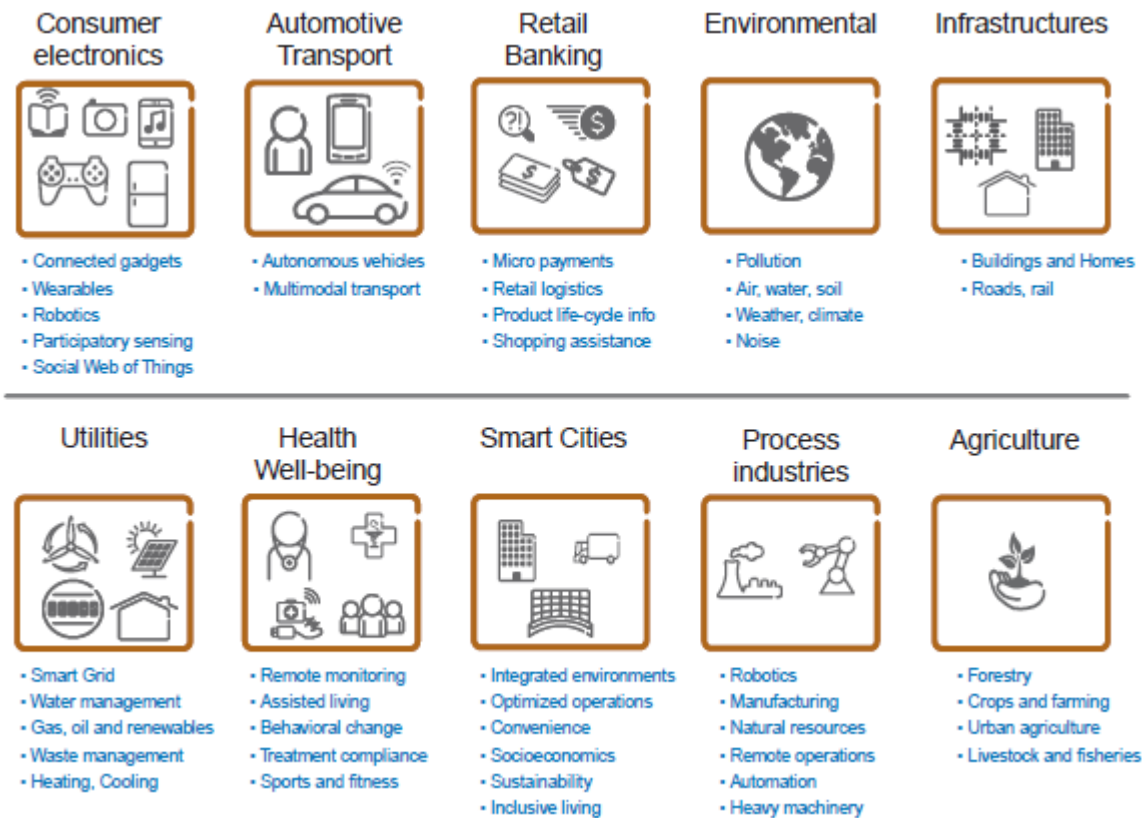 Consumer
electronics
Automotive
Transport
Retail
Banking
Environmental
Infrastructures
?!
$
$
$
• Connected gadgets
• Wearables
• Robotics
• Participatory sensing
• Social Web of Things
• Autonomous vehicles
• Multimodal transport
• Micro payments
• Retail logistics
• Product life-cycle info
• Shopping assistance
• Pollution
• Air, water, soil
• Weather, climate
• Noise
• Buildings and Homes
• Roads, rail
Utilities
Health
Well-being
Smart Cities
Process
industries
Agriculture
• Smart Grid
• Water management
• Gas, oil and renewables
• Waste management
• Heating, Cooling
• Remote monitoring
• Assisted living
• Behavioral change
• Treatment compliance
• Sports and fitness
• Integrated environments
• Optimized operations
• Convenience
• Socioeconomics
• Sustainability
• Inclusive living
• Robotics
• Manufacturing
• Natural resources
• Remote operations
• Automation
• Heavy machinery
• Forestry
• Crops and farming
• Urban agriculture
• Livestock and fisheries